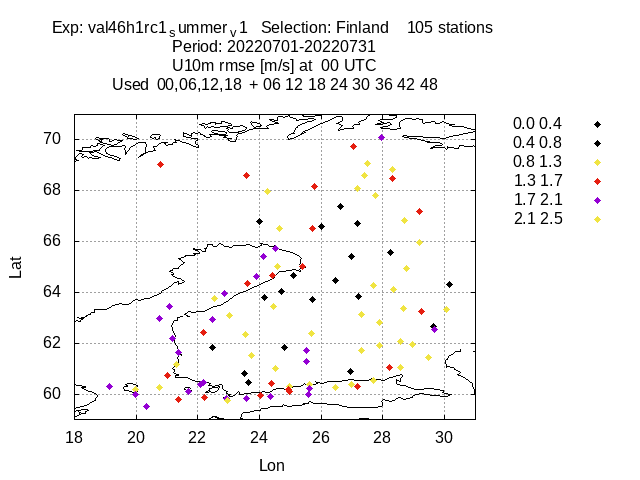 Exp: val46h1rc1summerv1 Selection: Finland 105 stations
Period: 20220701-20220731
U10m rmse [m/s] at 00 UTC
Used 00,06,12,18 + 06 12 18 24 30 36 42 48
0.0 0.4
0.4 0.8
0.8 1.3
1.3 1.7
1.7 2.1
2.1 2.5
Lat
70
68
66
64
62
60
18 20 22 24 26 28 30
Lon